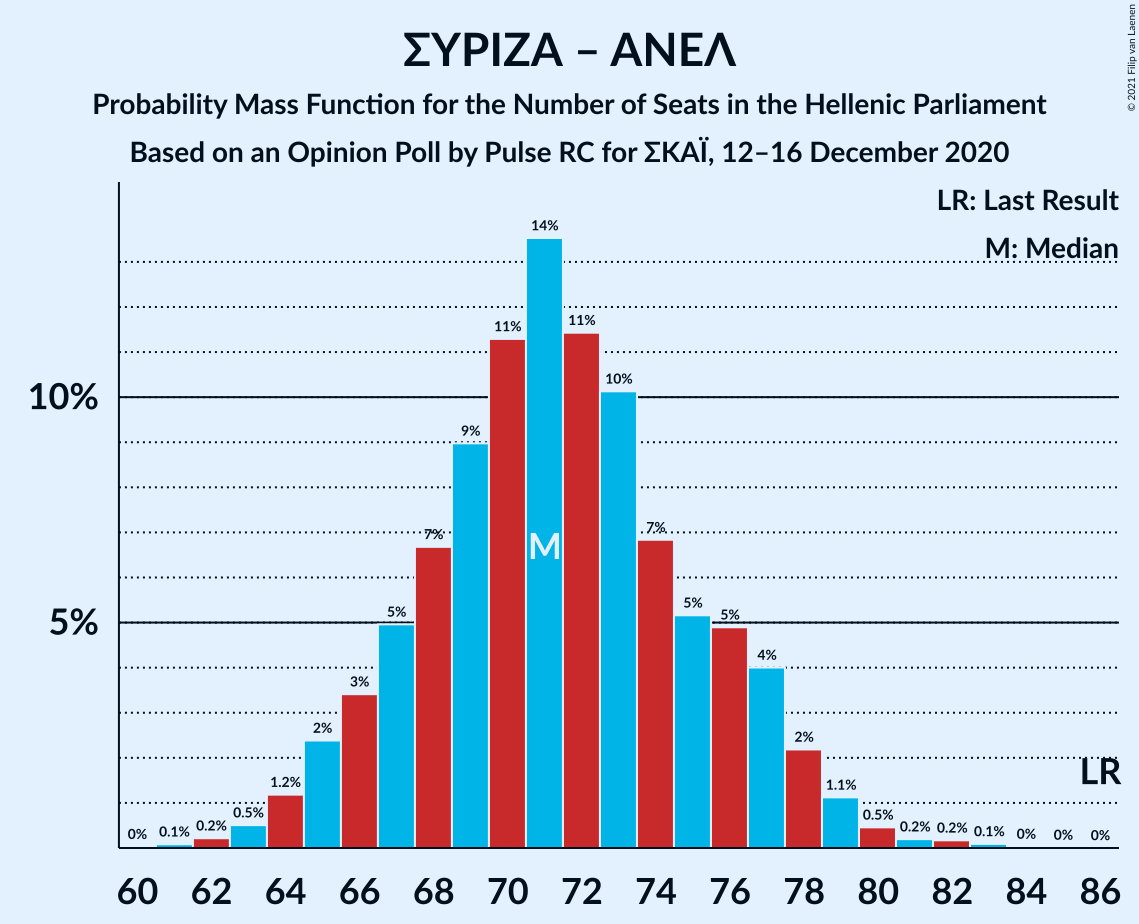 ΣΥΡΙΖΑ – ΑΝΕΛ
Probability Mass Function for the Number of Seats in the Hellenic Parliament
Based on an Opinion Poll by Pulse RC for ΣΚΑΪ, 12–16 December 2020
© 2021 Filip van Laenen
LR: Last Result
M: Median
10%
5%
0% 0.1% 0.2% 0.5% 1.2% 2% 3% 5% 7% 9% 11% 14% 11% 10% 7% 5% 5% 4% 2% 1.1% 0.5% 0.2% 0.2% 0.1% 0% 0% 0%
M
LR
60 62 64 66 68 70 72 74 76 78 80 82 84 86